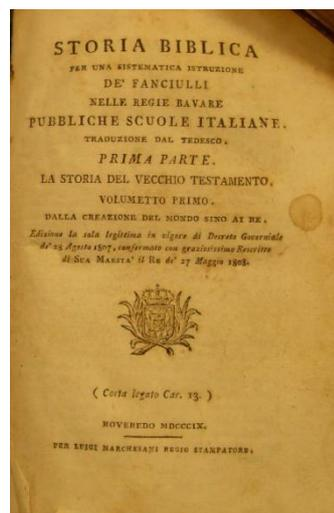 STORIA BIBLICA
PER UNA SISTEMATICA ISTRUZIONE
DE' FANCIULLI
NELLE REGIE BAVARE
PUBBLICHE SCUOLE ITALIANE.
TRADUZIONE DAL TEDESCO.
PRIMA PARTE.
LA STORIA DEL VECCHIO TESTAMENTO.
VOLUMETTO PRIMO.
DALLA CREAZIONE DEL MONDO SINO AI RE.
Edizione la sola legittima in vigore di Decreto Governiale
de' 28 Agosto 1807, confermato con graziosissimo Rescritto
di SUA MAESTA' il RE de' 27 Maggio 1808.
( Costa legato Car. 13. )
ROVEREDO MDCCCIX.
PER LUIGI MARCHESANI REGIO STAMPATORE.